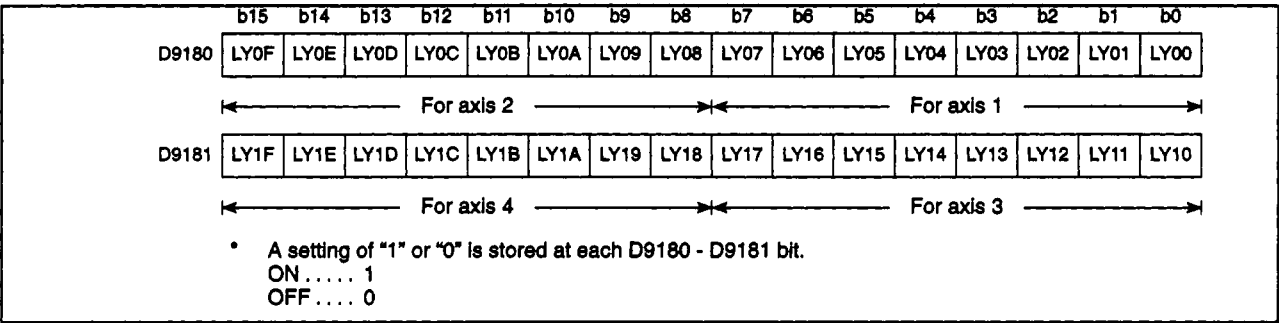 b15 b14 b13 b12 b11 b10 b9 b8 b7 b6 b5 b4 b3 b2 b1 b0
D9180 LY0F LY0E LY0D LY0C LY0B LY0A LY09 LY08 LY07 LY06 LY05 LY04 LY03 LY02 LY01 LY00
For axis 2 For axis 1
D9181 LY1F LY1E LY1D LY1C LY1B LY1A LY19 LY18 LY17 LY16 LY15 LY14 LY13 LY12 LY11 LY10
For axis 4 For axis 3
* A setting of "1" or "0" is stored at each D9180 - D9181 bit.
ON ..... 1
OFF .... 0